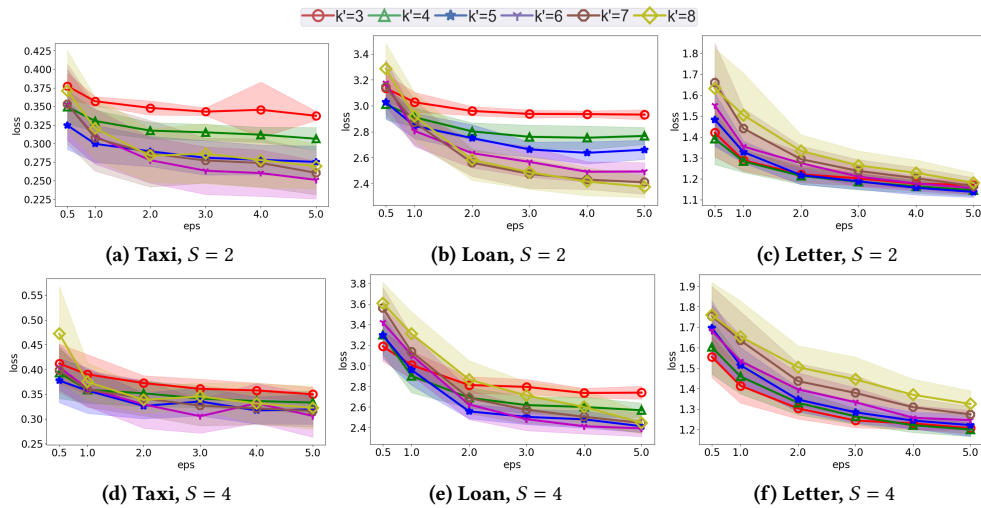 k'=3 k'=4 k'=5 k'=6 k'=7 k'=8
0.425
0.400
0.375
0.350
0.325
0.300
0.275
0.250
0.225
loss
0.5 1.0 2.0 3.0 4.0 5.0
eps
(a) Taxi, S = 2
3.4
3.2
3.0
2.8
2.6
2.4
loss
0.5 1.0 2.0 3.0 4.0 5.0
eps
(b) Loan, S = 2
1.8
1.7
1.6
1.5
1.4
1.3
1.2
1.1
loss
0.5 1.0 2.0 3.0 4.0 5.0
eps
(c) Letter, S = 2
0.55
0.50
0.45
0.40
0.35
0.30
0.25
loss
0.5 1.0 2.0 3.0 4.0 5.0
eps
(d) Taxi, S = 4
3.8
3.6
3.4
3.2
3.0
2.8
2.6
2.4
loss
0.5 1.0 2.0 3.0 4.0 5.0
eps
(e) Loan, S = 4
1.9
1.8
1.7
1.6
1.5
1.4
1.3
1.2
loss
0.5 1.0 2.0 3.0 4.0 5.0
eps
(f) Letter, S = 4